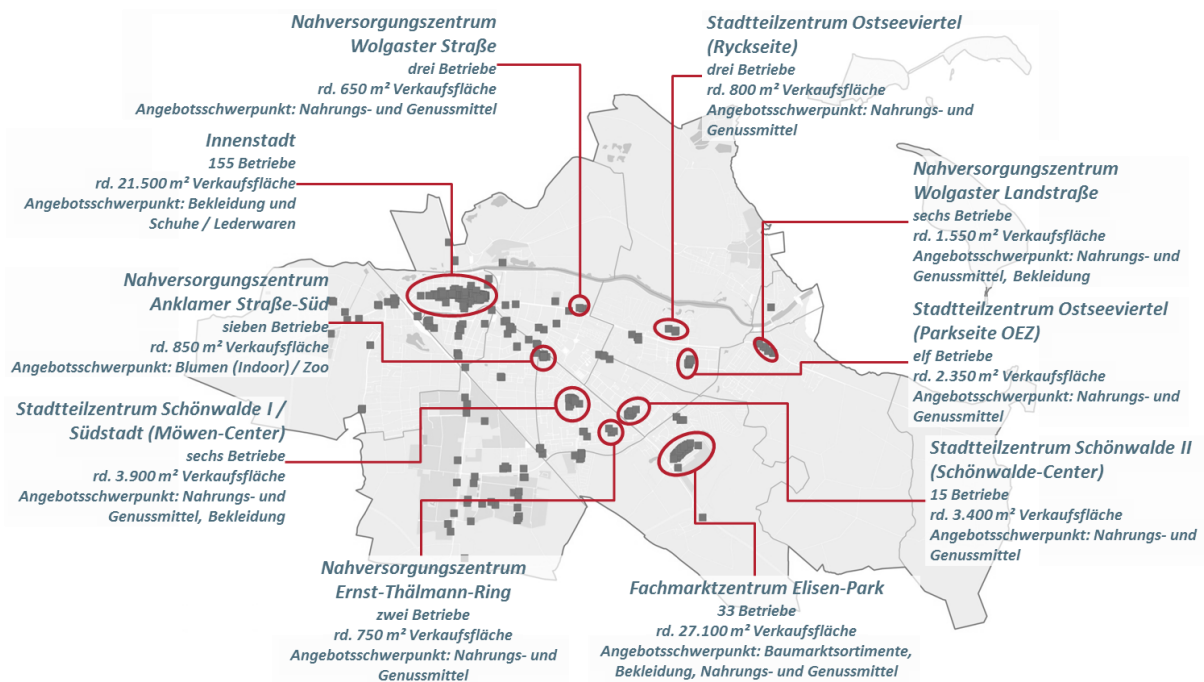 Nahversorgungszentrum
Wolgaster Straße
drei Betriebe
rd. 650 m² Verkaufsfläche
Angebotsschwerpunkt: Nahrungs- und Genussmittel
Stadtteilzentrum Ostseeviertel
(Ryckseite)
drei Betriebe
rd. 800 m² Verkaufsfläche
Angebotsschwerpunkt: Nahrungs- und
Genussmittel
Innenstadt
155 Betriebe
rd. 21.500 m² Verkaufsfläche
Angebotsschwerpunkt: Bekleidung und
Schuhe / Lederwaren
Nahversorgungszentrum
Wolgaster Landstraße
sechs Betriebe
rd. 1.550 m² Verkaufsfläche
Angebotsschwerpunkt: Nahrungs- und
Genussmittel, Bekleidung
Nahversorgungszentrum
Anklamer Straße-Süd
sieben Betriebe
rd. 850 m² Verkaufsfläche
Angebotsschwerpunkt: Blumen (Indoor) / Zoo
Stadtteilzentrum Ostseeviertel
(Parkseite OEZ)
elf Betriebe
rd. 2.350 m² Verkaufsfläche
Angebotsschwerpunkt: Nahrungs- und
Genussmittel
Stadtteilzentrum Schönwalde I /
Südstadt (Möwen-Center)
sechs Betriebe
rd. 3.900 m² Verkaufsfläche
Angebotsschwerpunkt: Nahrungs- und
Genussmittel, Bekleidung
Stadtteilzentrum Schönwalde II
(Schönwalde-Center)
15 Betriebe
rd. 3.400 m² Verkaufsfläche
Angebotsschwerpunkt: Nahrungs- und
Genussmittel
Nahversorgungszentrum
Ernst-Thälmann-Ring
zwei Betriebe
rd. 750 m² Verkaufsfläche
Angebotsschwerpunkt: Nahrungs- und
Genussmittel
Fachmarktzentrum Elisen-Park
33 Betriebe
rd. 27.100 m² Verkaufsfläche
Angebotsschwerpunkt: Baumarktsortimente,
Bekleidung, Nahrungs- und Genussmittel